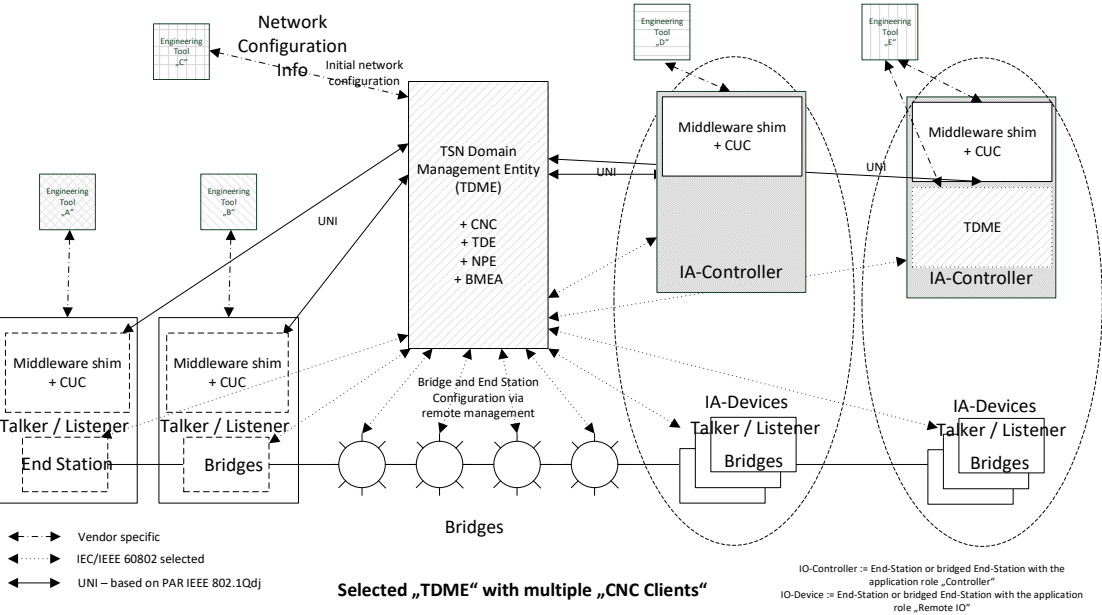 Engineering
Tool
„C“
Network
Configuration
Info
Initial network
configuration
Engineering
Tool
„D“
Engineering
Tool
„E“
Middleware shim
+ CUC
Middleware shim
+ CUC
TSN Domain
Management Entity
(TDME)
+ CNC
+ TDE
+ NPE
+ BMEA
UNI
UNI
Engineering
Tool
„A“
Engineering
Tool
„B“
UNI
TDME
IA-Controller
IA-Controller
Middleware shim
+ CUC
Middleware shim
+ CUC
Bridge and End Station
Configuration via
remote management
Talker / Listener
Talker / Listener
IA-Devices
Talker / Listener
IA-Devices
Talker / Listener
End Station
Bridges
Bridges
Bridges
Bridges
Vendor specific
IEC/IEEE 60802 selected
UNI – based on PAR IEEE 802.1Qdj
Selected „TDME“ with multiple „CNC Clients“
IO-Controller := End-Station or bridged End-Station with the
application role „Controller“
IO-Device := End-Station or bridged End-Station with the application
role „Remote IO“